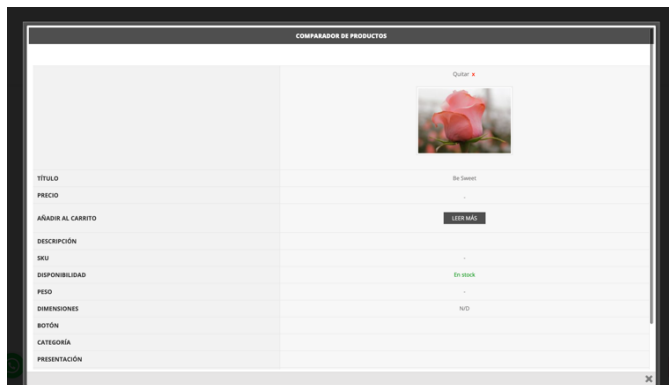 COMPARADOR DE PRODUCTOS
Quitar x
TÍTULO Be Sweet
PRECIO -
AÑADIR AL CARRITO LEER MÁS
DESCRIPCIÓN
SKU -
DISPONIBILIDAD En stock
PESO -
DIMENSIONES N/D
BOTÓN
CATEGORÍA
PRESENTACIÓN